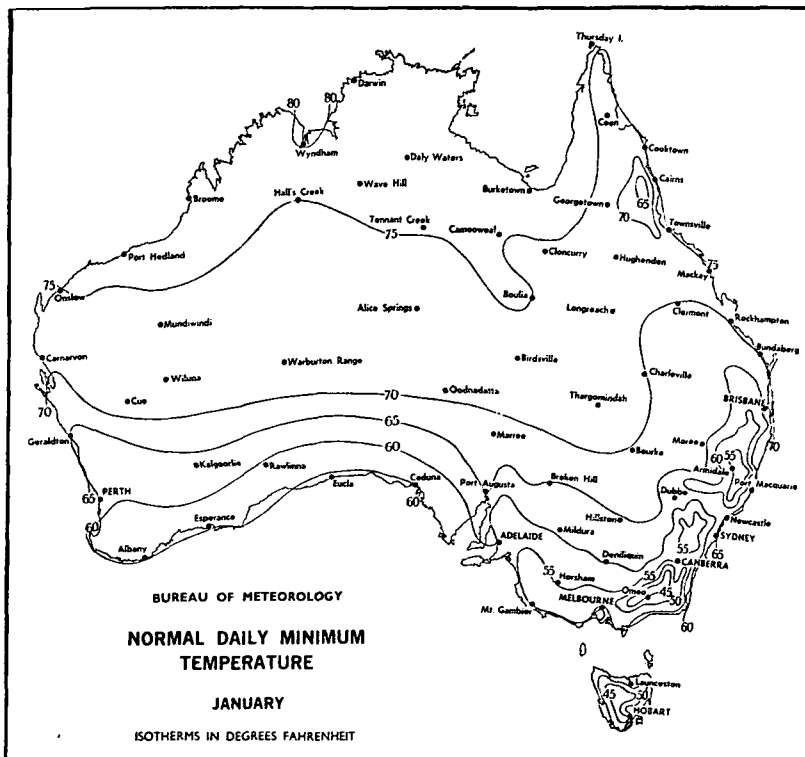 Thursday I.
Darwin
80 80
Coen
Wyndham
Daly Waters
Cooktown
Cairns
Wave Hill
Burketown
65
Broome
Hall's Creek
Georgetown
70
Tennant Creek
75
Camooweal
Townsville
Port Hedland
Cloncurry
Hughenden
75
Mackay
75
Onslow
Boulia
Alice Springs
Longreach
Clermont
Rockhampton
Mundiwindi
Bundaberg
Carnarvon
Warburton Range
Birdsville
Wiluna
Charleville
Cue
70
Oodnadatta
Thargomindah
BRISBANE
70
65
Geraldton
Marree
Moree
70
60
Bourke
60
55
Kalgoorlie
Rawlinna
Armidale
Ceduna
Port Augusta
Broken Hill
Port Macquarie
65
PERTH
Eucla
60
Dubbo
60
Esperance
Hillston
Newcastle
Mildura
SYDNEY
ADELAIDE
55
65
Albany
Deniliquin
CANBERRA
55
55
Horsham
Omeo
45
MELBOURNE
50
Mt. Gambier
60
BUREAU OF METEOROLOGY
NORMAL DAILY MINIMUM
TEMPERATURE
JANUARY
ISOTHERMS IN DEGREES FAHRENHEIT
Launceston
45
50
HOBART